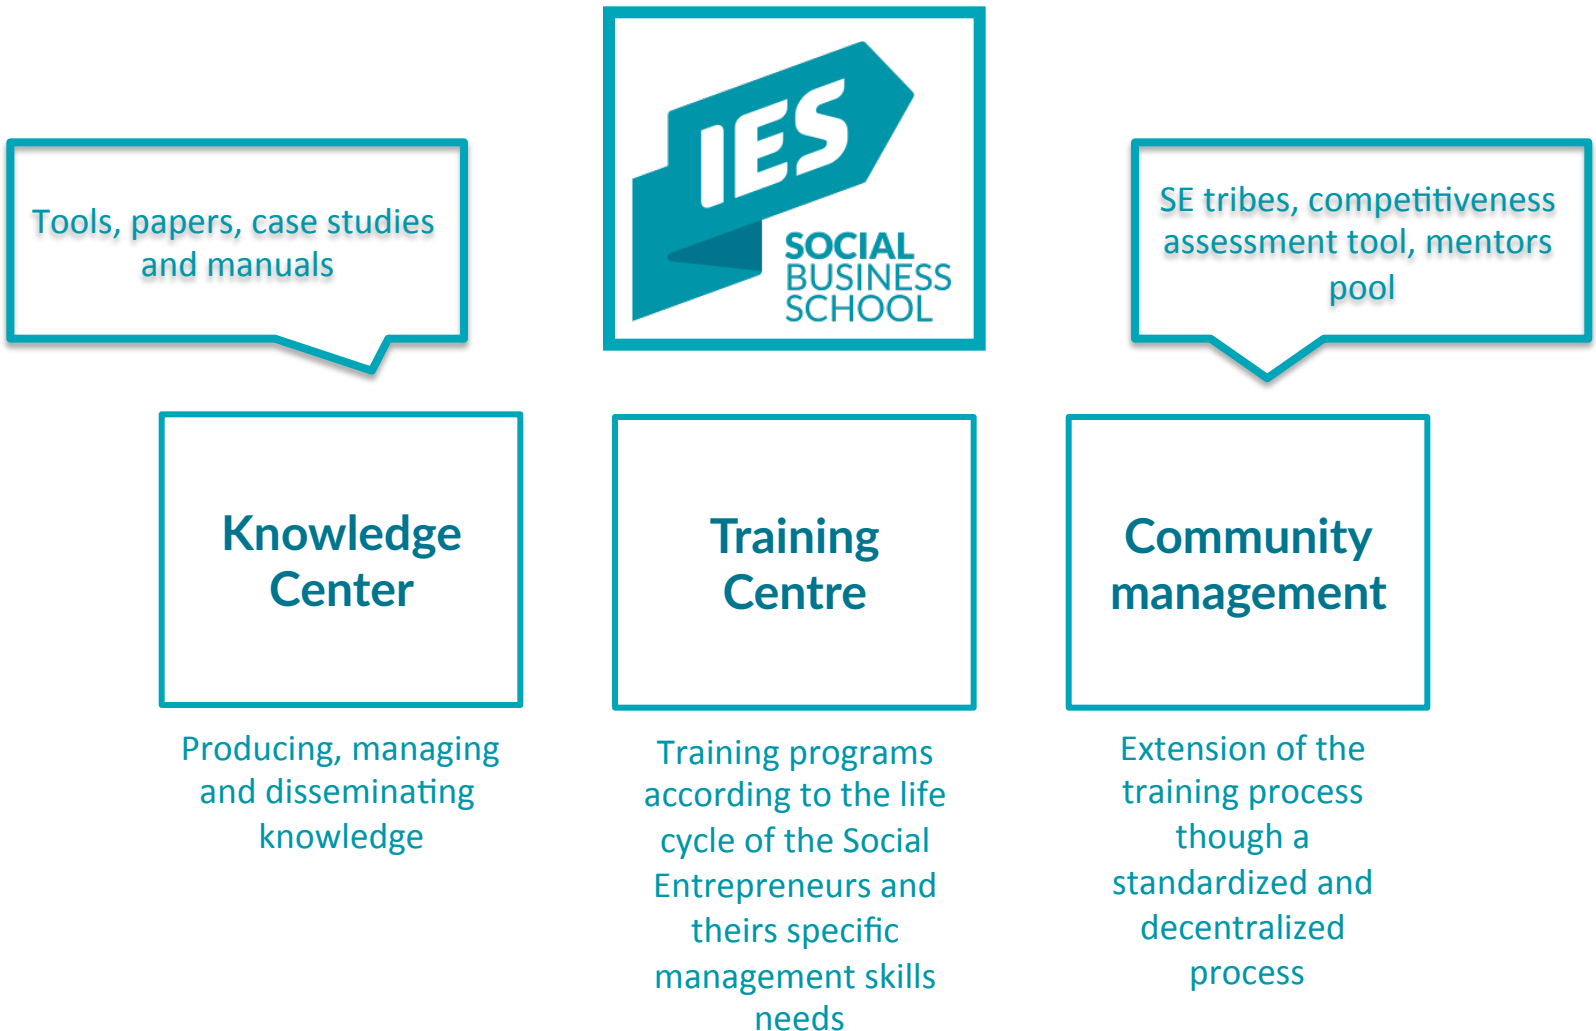 IES
SOCIAL
BUSINESS
SCHOOL
Tools, papers, case studies
and manuals
SE tribes, competitiveness
assessment tool, mentors
pool
Knowledge
Center
Producing, managing
and disseminating
knowledge
Training
Centre
Training programs
according to the life
cycle of the Social
Entrepreneurs and
theirs specific
management skills
needs
Community
management
Extension of the
training process
though a
standardized and
decentralized
process